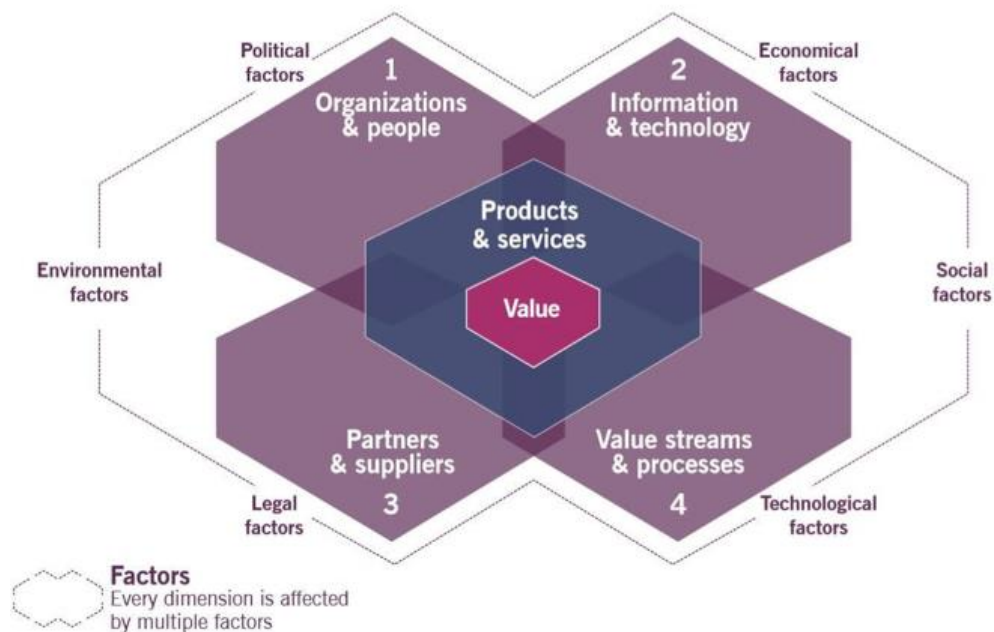 Political
factors
Economical
factors
1
Organizations
& people
2
Information
& technology
Products
& services
Environmental
factors
Value
Social
factors
Partners
& suppliers
3
Value streams
& processes
4
Legal
factors
Technological
factors
Factors
Every dimension is affected
by multiple factors